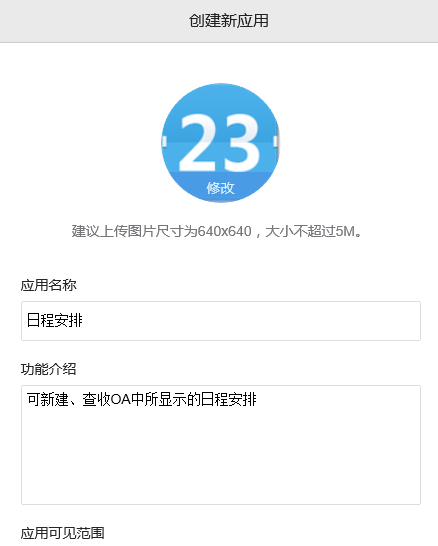 创建新应用
23
修改
建议上传图片尺寸为640x640，大小不超过5M。
应用名称
日程安排
功能介绍
可新建、查收OA中所显示的日程安排
应用可见范围